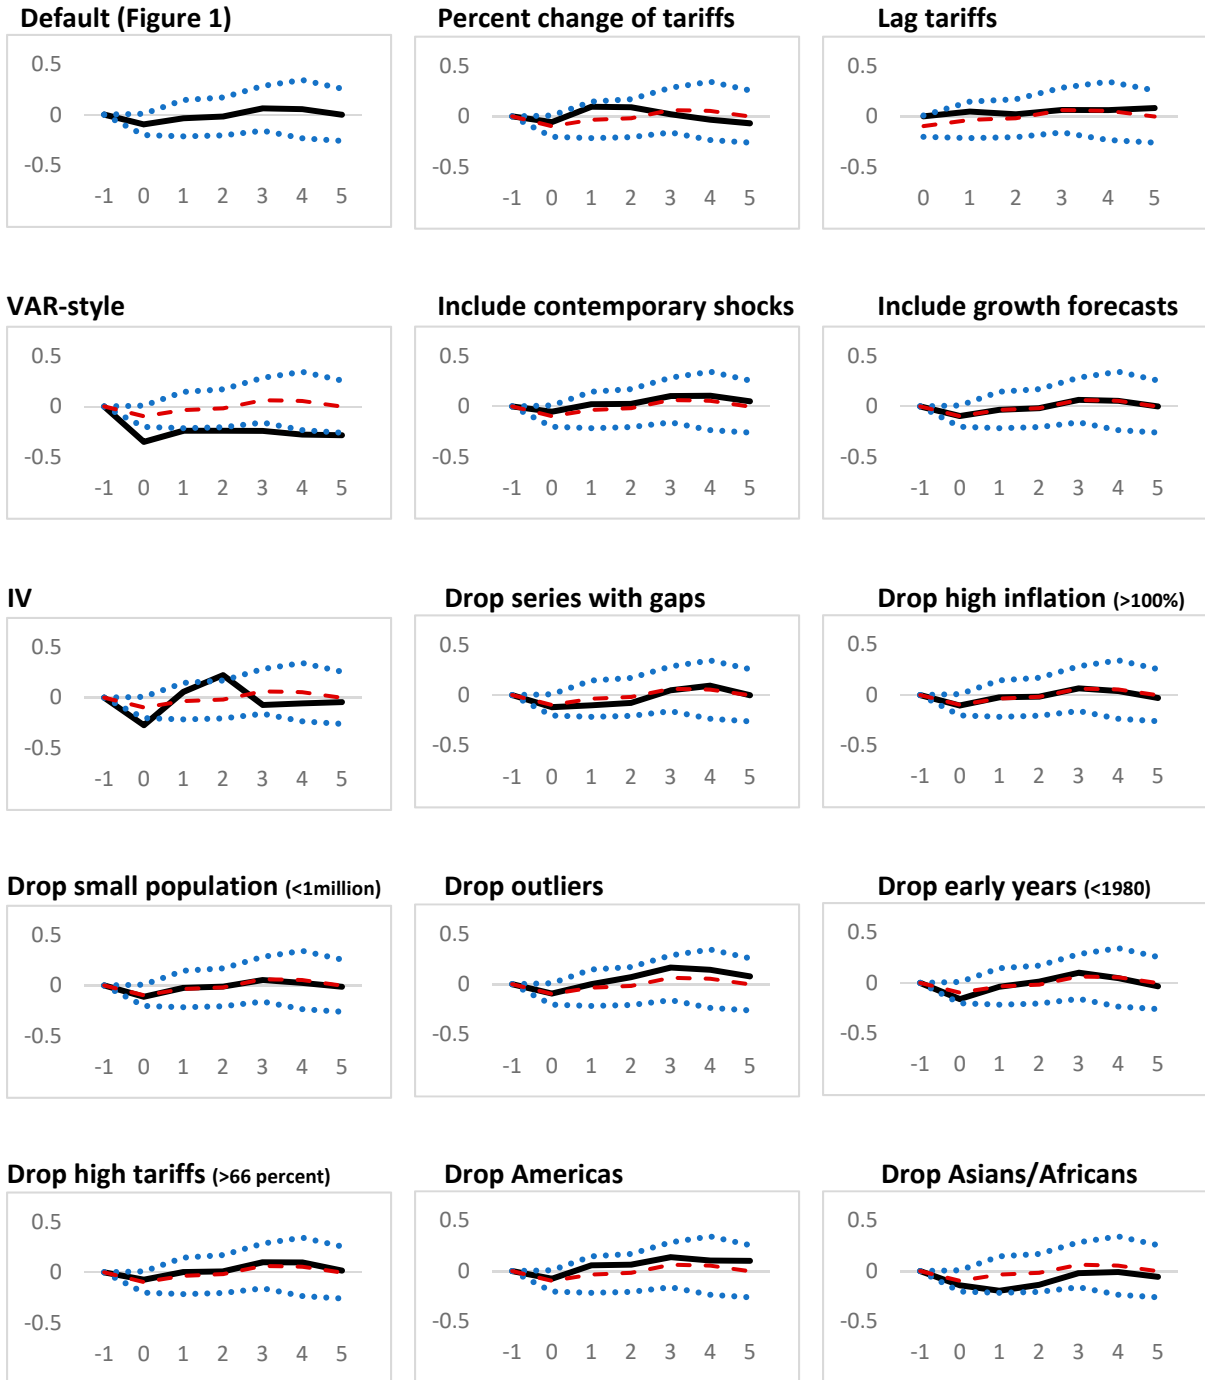 Default (Figure 1)
0.5
0
-0.5
-1 0 1 2 3 4 5
Percent change of tariffs
0.5
0
-0.5
-1 0 1 2 3 4 5
Lag tariffs
0.5
0
-0.5
0 1 2 3 4 5
VAR-style
0.5
0
-0.5
-1 0 1 2 3 4 5
Include contemporary shocks
0.5
0
-0.5
-1 0 1 2 3 4 5
Include growth forecasts
0.5
0
-0.5
-1 0 1 2 3 4 5
IV
0.5
0
-0.5
-1 0 1 2 3 4 5
Drop series with gaps
0.5
0
-0.5
-1 0 1 2 3 4 5
Drop high inflation (>100%)
0.5
0
-0.5
-1 0 1 2 3 4 5
Drop small population (<1million)
0.5
0
-0.5
-1 0 1 2 3 4 5
Drop outliers
0.5
0
-0.5
-1 0 1 2 3 4 5
Drop early years (<1980)
0.5
0
-0.5
-1 0 1 2 3 4 5
Drop high tariffs (>66 percent)
0.5
0
-0.5
-1 0 1 2 3 4 5
Drop Americas
0.5
0
-0.5
-1 0 1 2 3 4 5
Drop Asians/Africans
0.5
0
-0.5
-1 0 1 2 3 4 5